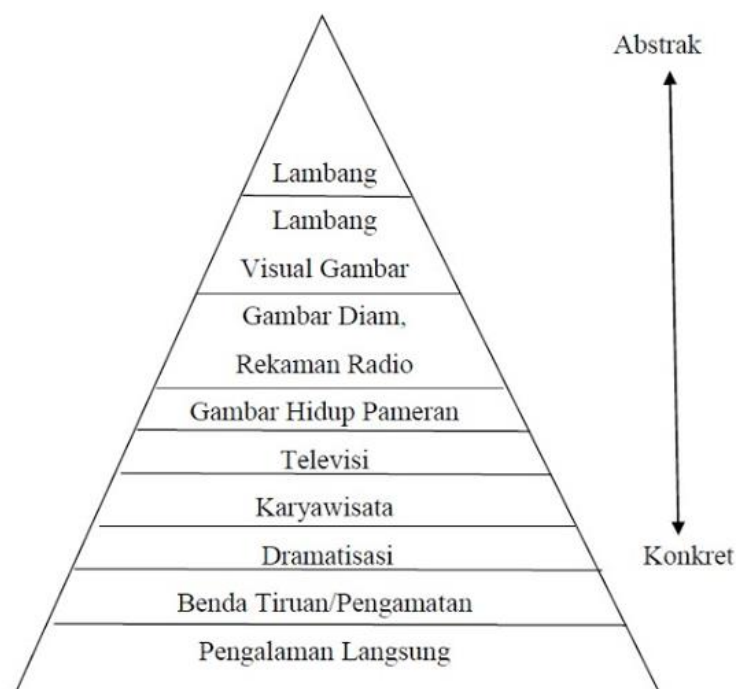 Abstrak
Lambang
Lambang
Visual Gambar
Gambar Diam,
Rekaman Radio
Gambar Hidup Pameran
Televisi
Karyawisata
Dramatisasi
Konkret
Benda Tiruan/Pengamatan
Pengalaman Langsung